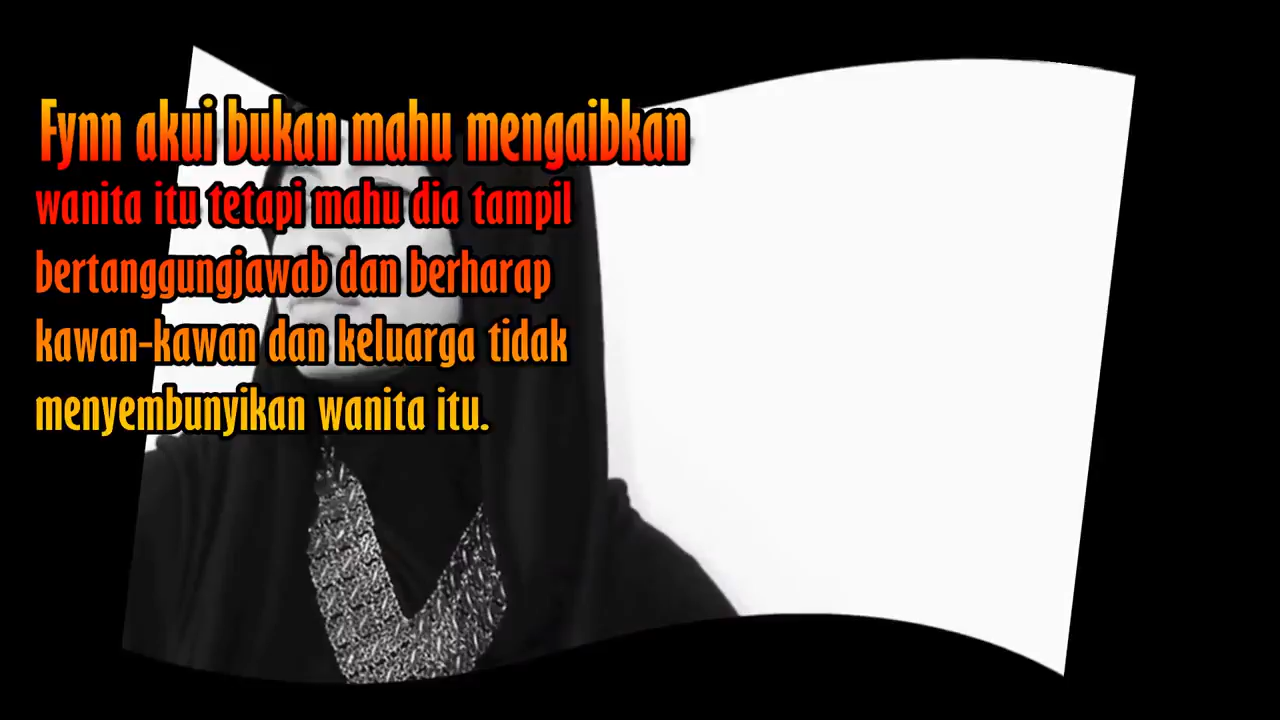 Fynn akui bukan mahu mengaibkan
wanita itu tetapi mahu dia tampil
bertanggungjawab dan berharap
kawan-kawan dan keluarga tidak
menyembunyikan wanita itu.